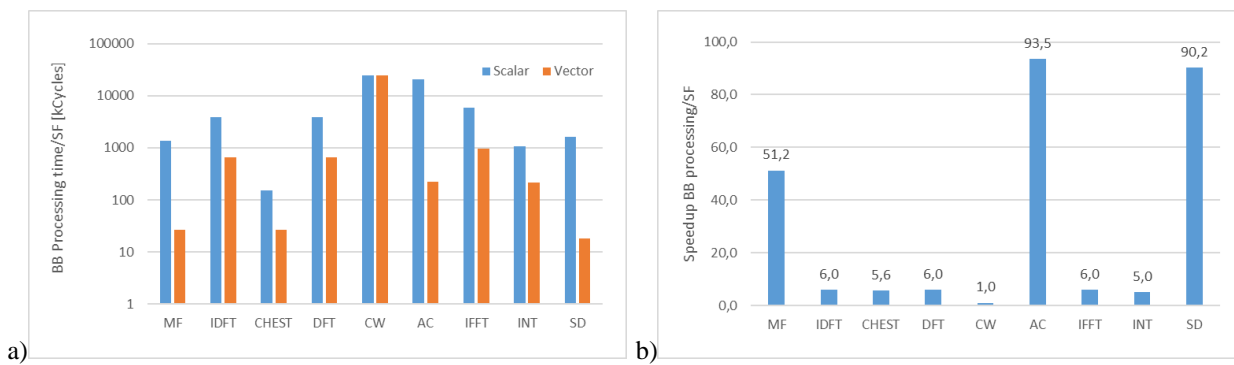 BB Processing time/SF [kCycles]
100000
10000
1000
100
10
1
Scalar Vector
MF IDFT CHEST DFT CW AC IFFT INT SD
a)
Speedup BB processing/SF
100,0
80,0
60,0
40,0
20,0
0,0
51,2 6,0 5,6 6,0 1,0 93,5 6,0 5,0 90,2
MF IDFT CHEST DFT CW AC IFFT INT SD
b)